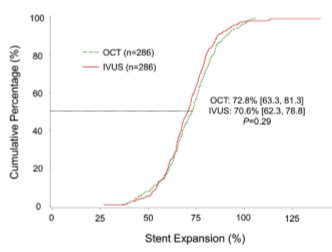 100
OCT (n=286)
IVUS (n=286)
80
60
OCT: 72.8% [63.3, 81.3]
IVUS: 70.6% [62.3, 78.8]
P=0.29
40
20
0
0 25 50 75 100 125
Cumulative Percentage (%)
Stent Expansion (%)